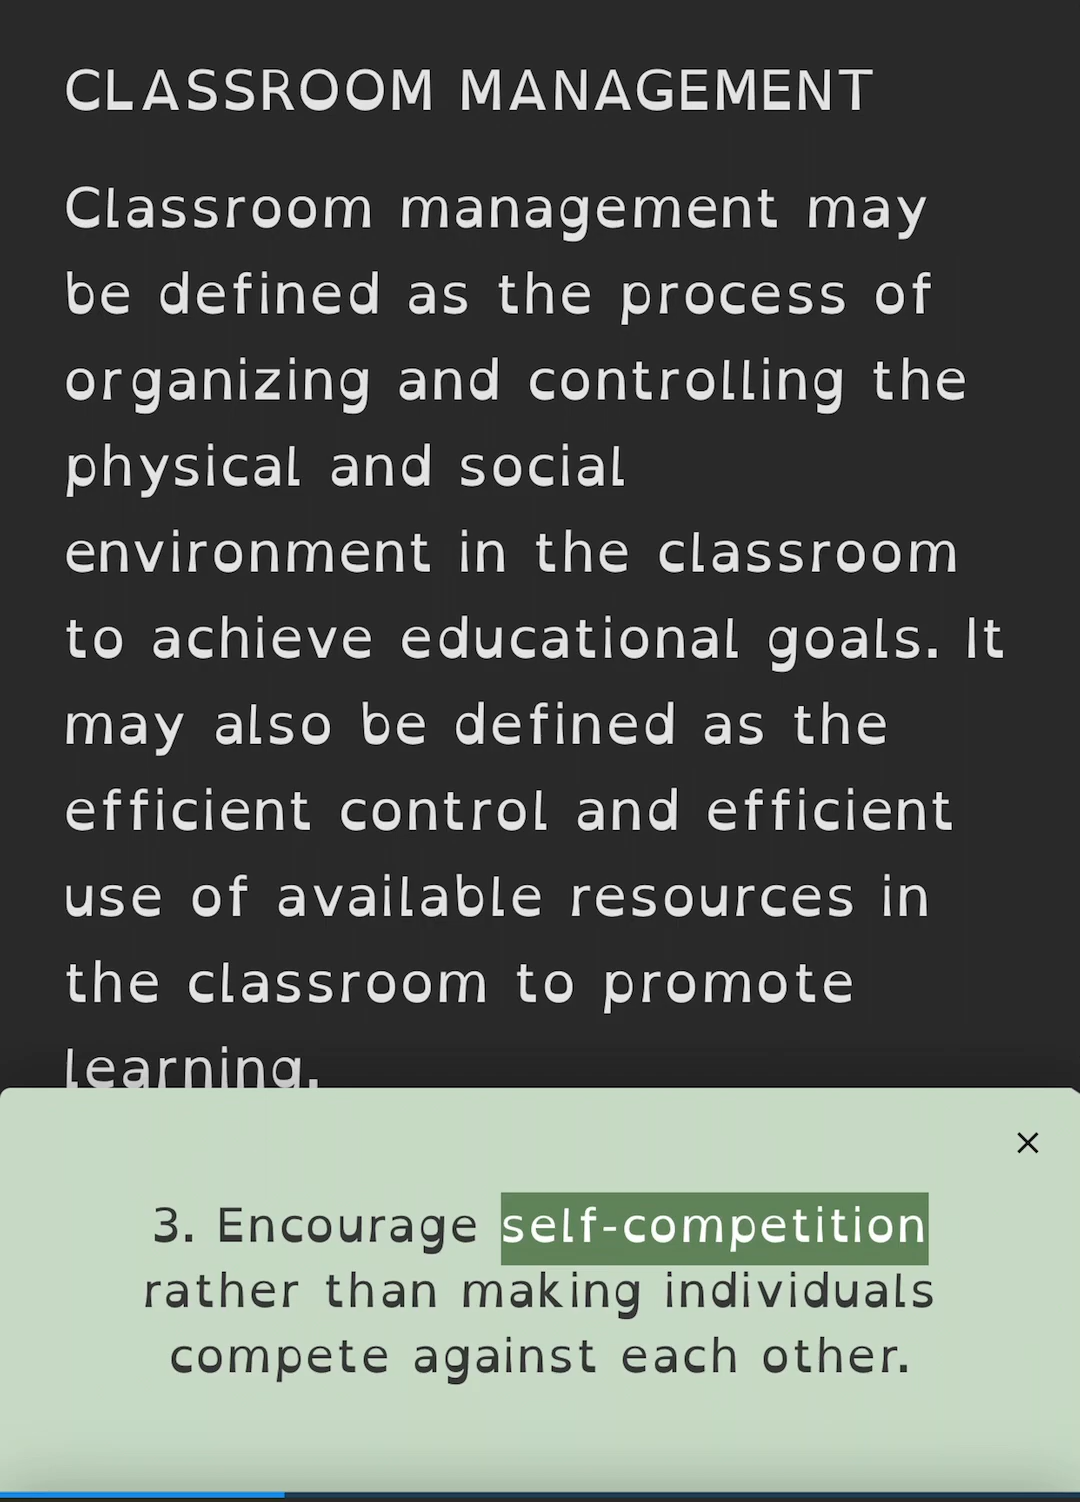 CLASSROOM MANAGEMENT
Classroom management may
be defined as the process of
organizing and controlling the
physical and social
environment in the classroom
to achieve educational goals. It
may also be defined as the
efficient control and efficient
use of available resources in
the classroom to promote
learning.
3. Encourage self-competition
rather than making individuals
compete against each other.